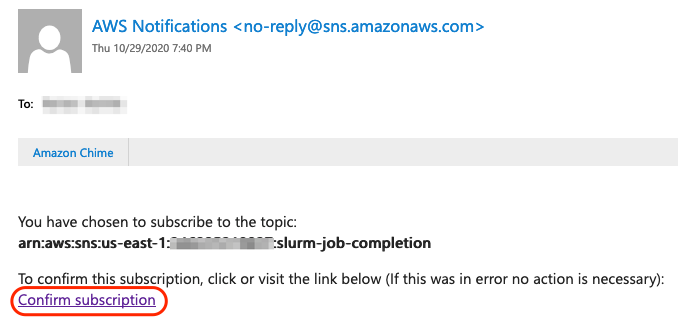 AWS Notifications <no-reply@sns.amazonaws.com>
Thu 10/29/2020 7:40 PM
To:
Amazon Chime
You have chosen to subscribe to the topic:
arn:aws:sns:us-east-1: :slurm-job-completion
To confirm this subscription, click or visit the link below (If this was in error no action is necessary):
Confirm subscription